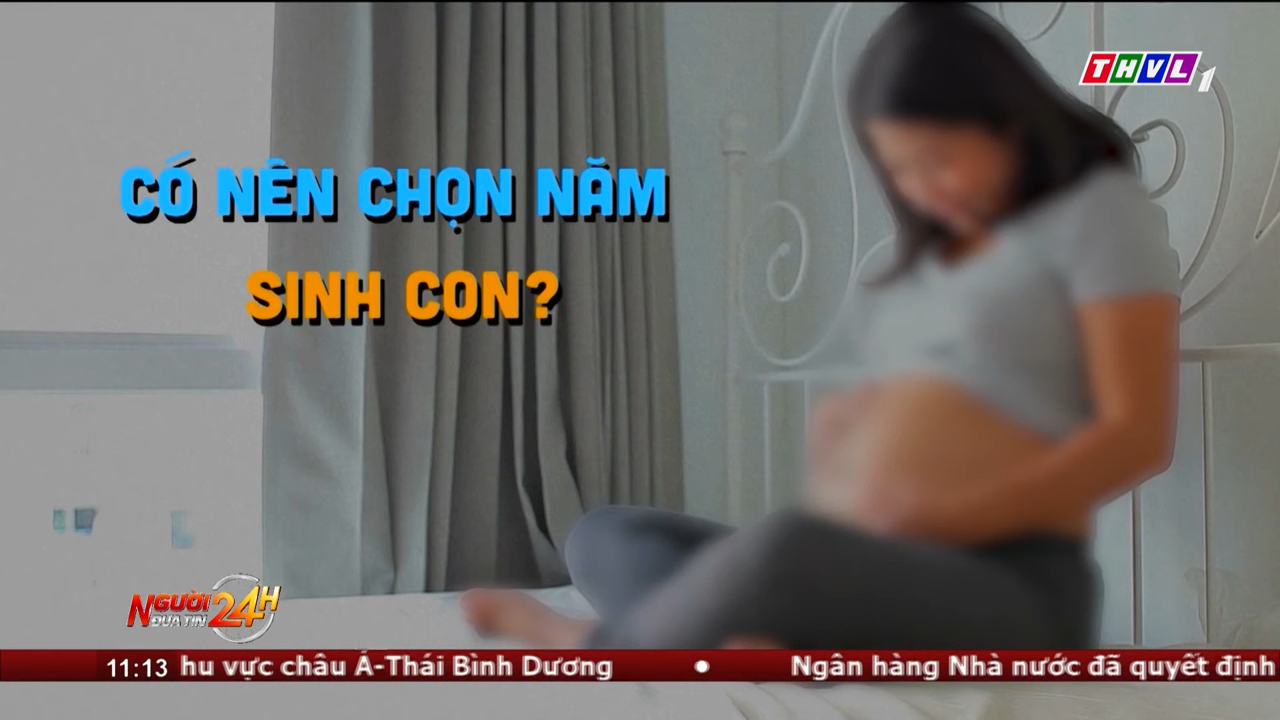 THVL1
CÓ NÊN CHỌN NĂM
SINH CON?
NGƯỜI
ĐƯA TIN
24H
11:13 hu vực châu Á-Thái Bình Dương • Ngân hàng Nhà nước đã quyết định